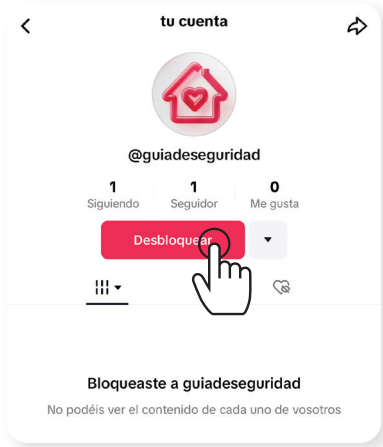 tu cuenta
@guiadeseguridad
1 1 0
Siguiendo Seguidor Me gusta
Desbloquear
Bloqueaste a guiadeseguridad
No podéis ver el contenido de cada uno de vosotros